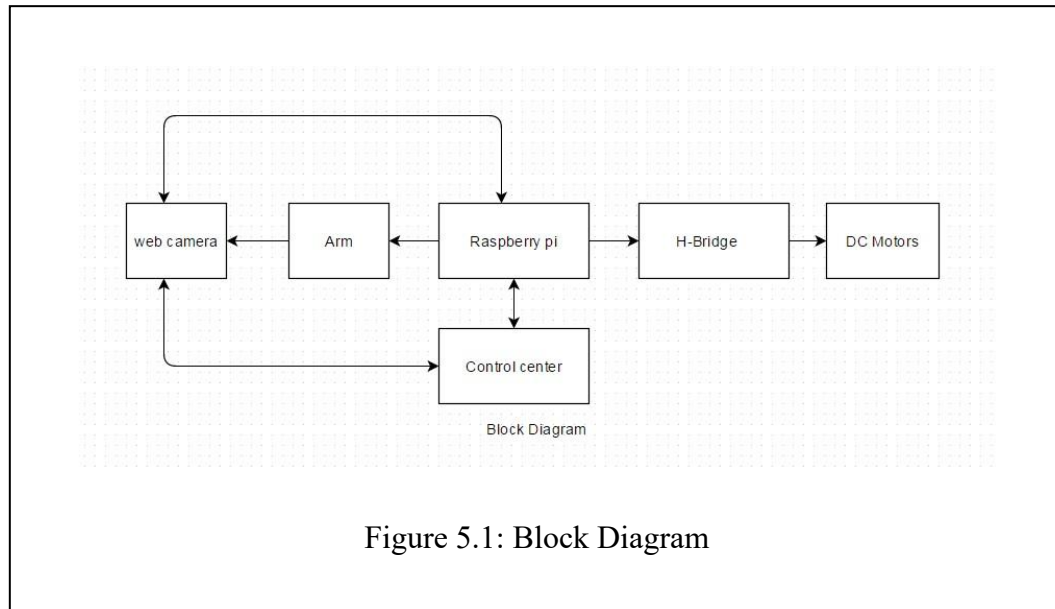 web camera
Arm
Raspberry pi
H-Bridge
DC Motors
Control center
Block Diagram
Figure 5.1: Block Diagram